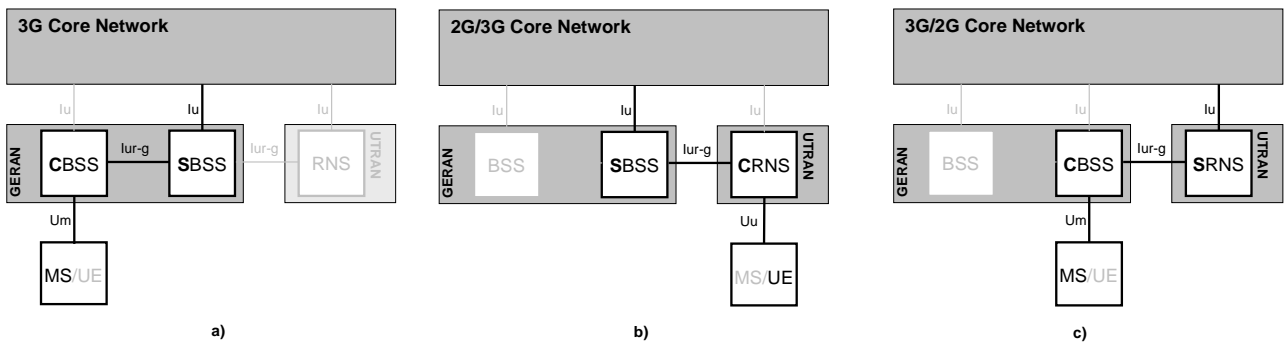 3G Core Network
Iu
Iu
Iu
GERAN
CBSS
Iur-g
SBSS
Iur-g
RNS
UTRAN
Um
MS/UE
a)
2G/3G Core Network
Iu
Iu
Iu
GERAN
BSS
SBSS
Iur-g
CRNS
UTRAN
Uu
MS/UE
b)
3G/2G Core Network
Iu
Iu
Iu
GERAN
BSS
CBSS
Iur-g
SRNS
UTRAN
Um
MS/UE
c)